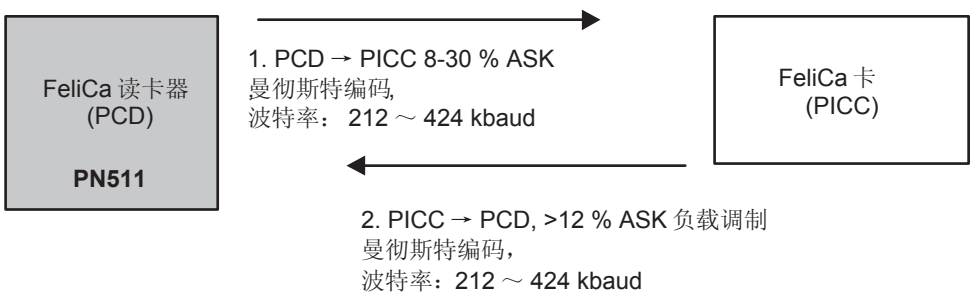 FeliCa 读卡器
(PCD)
PN511
1. PCD → PICC 8-30 % ASK
曼彻斯特编码,
波特率： 212 ～ 424 kbaud
FeliCa 卡
(PICC)
2. PICC → PCD, >12 % ASK 负载调制
曼彻斯特编码，
波特率：212 ～ 424 kbaud